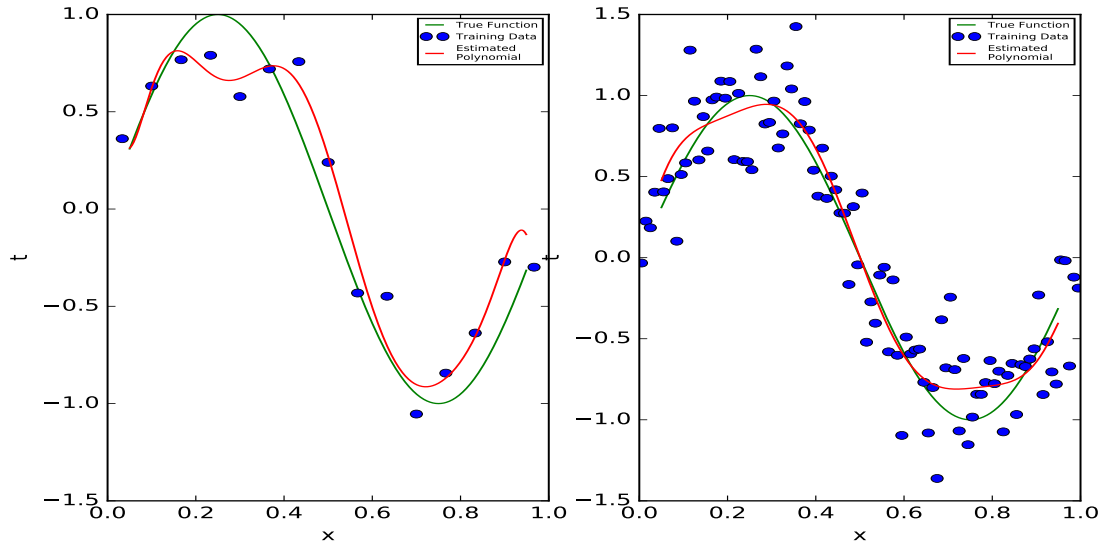 1.0
0.5
0.0
−0.5
−1.0
−1.5
0.0 0.2 0.4 0.6 0.8 1.0
x
t
True Function
Training Data
Estimated
Polynomial
1.5
1.0
0.5
0.0
−0.5
−1.0
−1.5
0.0 0.2 0.4 0.6 0.8 1.0
x
t
True Function
Training Data
Estimated
Polynomial